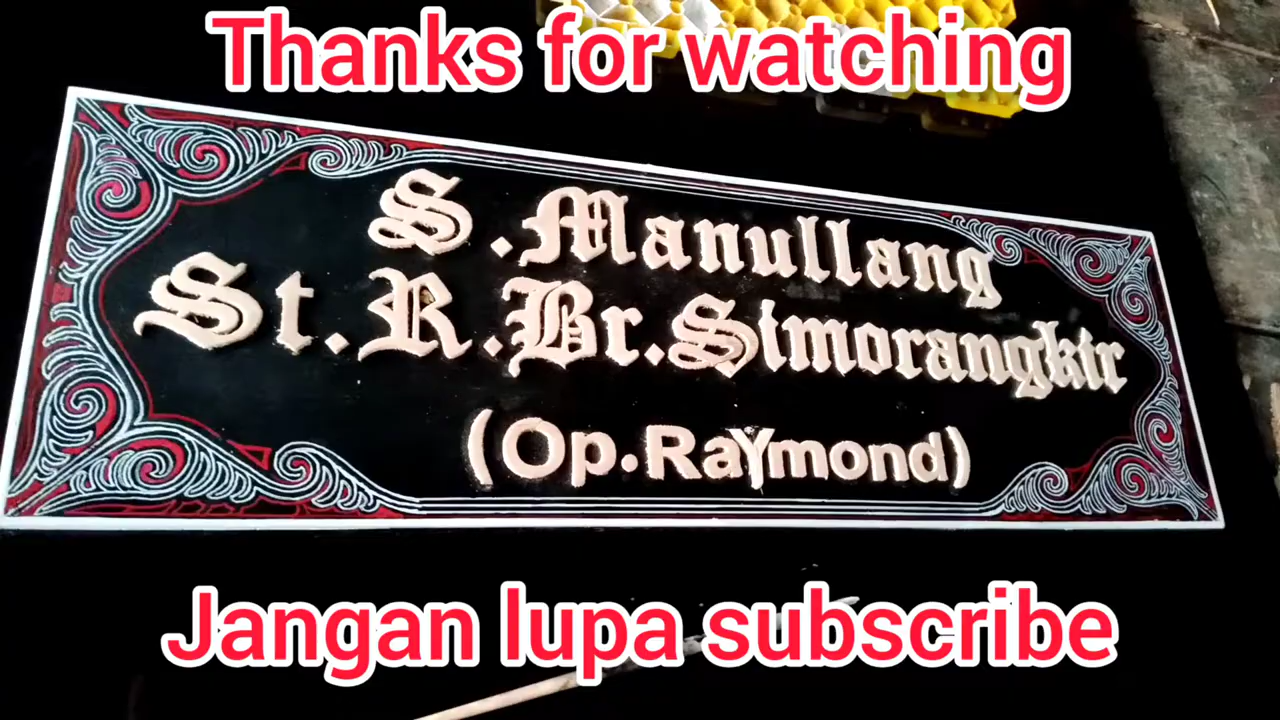 Thanks for watching
S.Manullang
St.R.Br.Simorangkir
(Op.RaYmond)
Jangan lupa subscribe